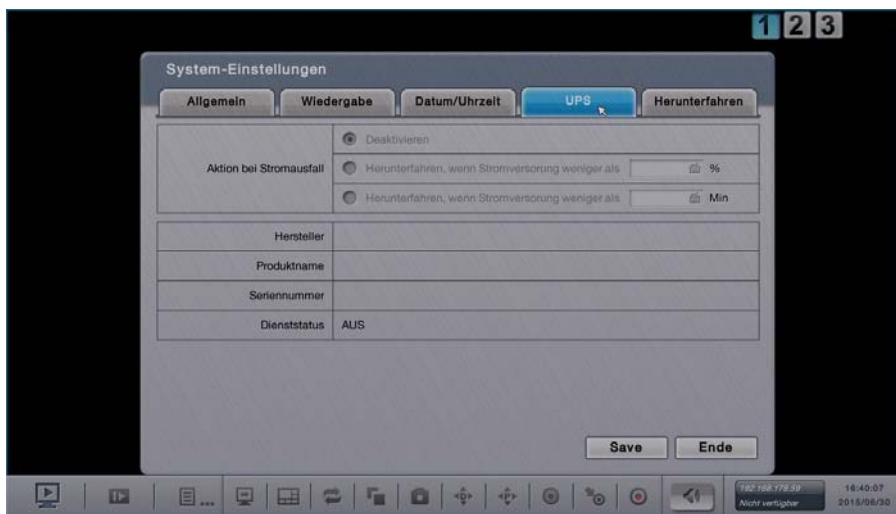 1 2 3
System-Einstellungen
Allgemein Wiedergabe Datum/Uhrzeit UPS Herunterfahren
Aktion bei Stromausfall
Deaktivieren
Herunterfahren, wenn Stromversorung weniger als %
Herunterfahren, wenn Stromversorung weniger als Min
Hersteller
Produktname
Seriennummer
Dienststatus AUS
Save Ende
192.168.178.59
Nicht verfügbar
16:40:07
2015/06/30